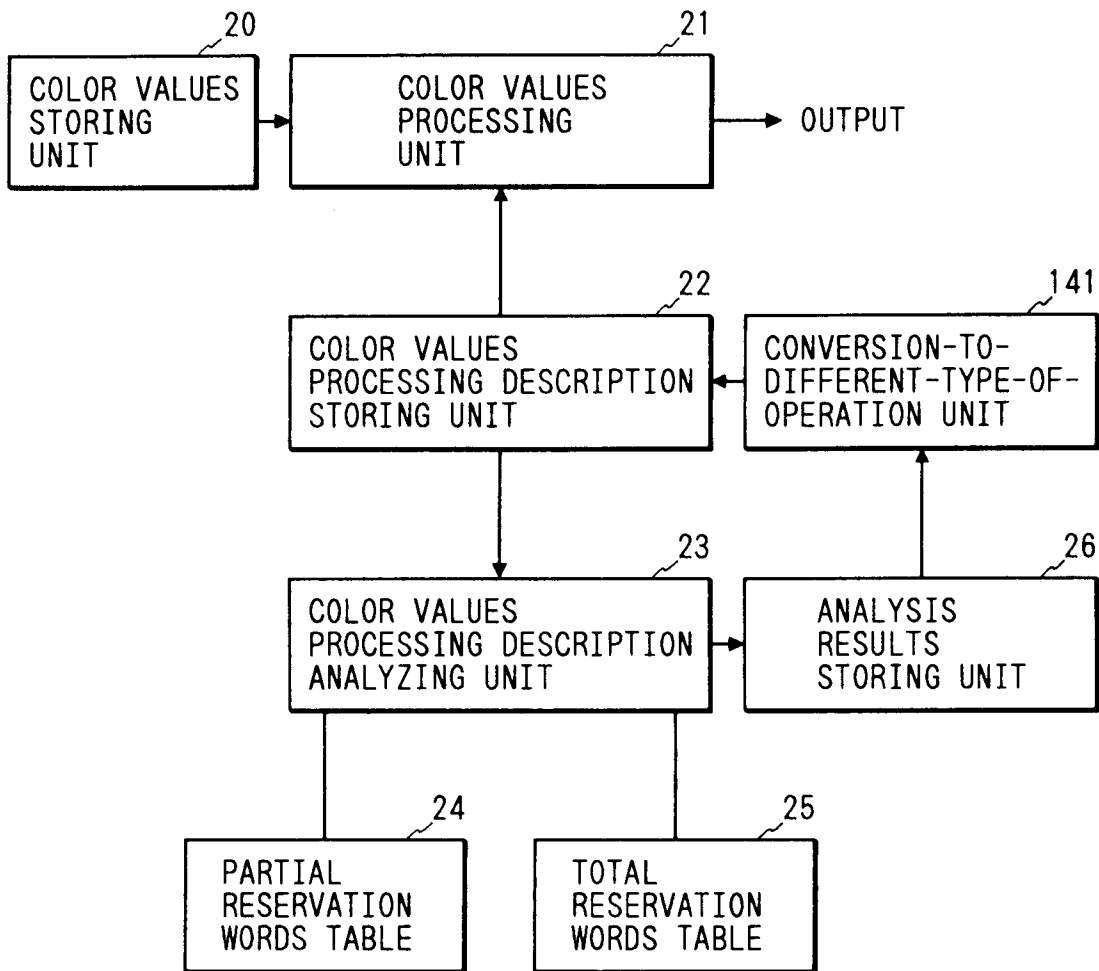 20
COLOR VALUES
STORING
UNIT
21
COLOR VALUES
PROCESSING
UNIT
OUTPUT
22
COLOR VALUES
PROCESSING DESCRIPTION
STORING UNIT
141
CONVERSION-TO-
DIFFERENT-TYPE-OF-
OPERATION UNIT
23
COLOR VALUES
PROCESSING DESCRIPTION
ANALYZING UNIT
26
ANALYSIS
RESULTS
STORING UNIT
24
PARTIAL
RESERVATION
WORDS TABLE
25
TOTAL
RESERVATION
WORDS TABLE